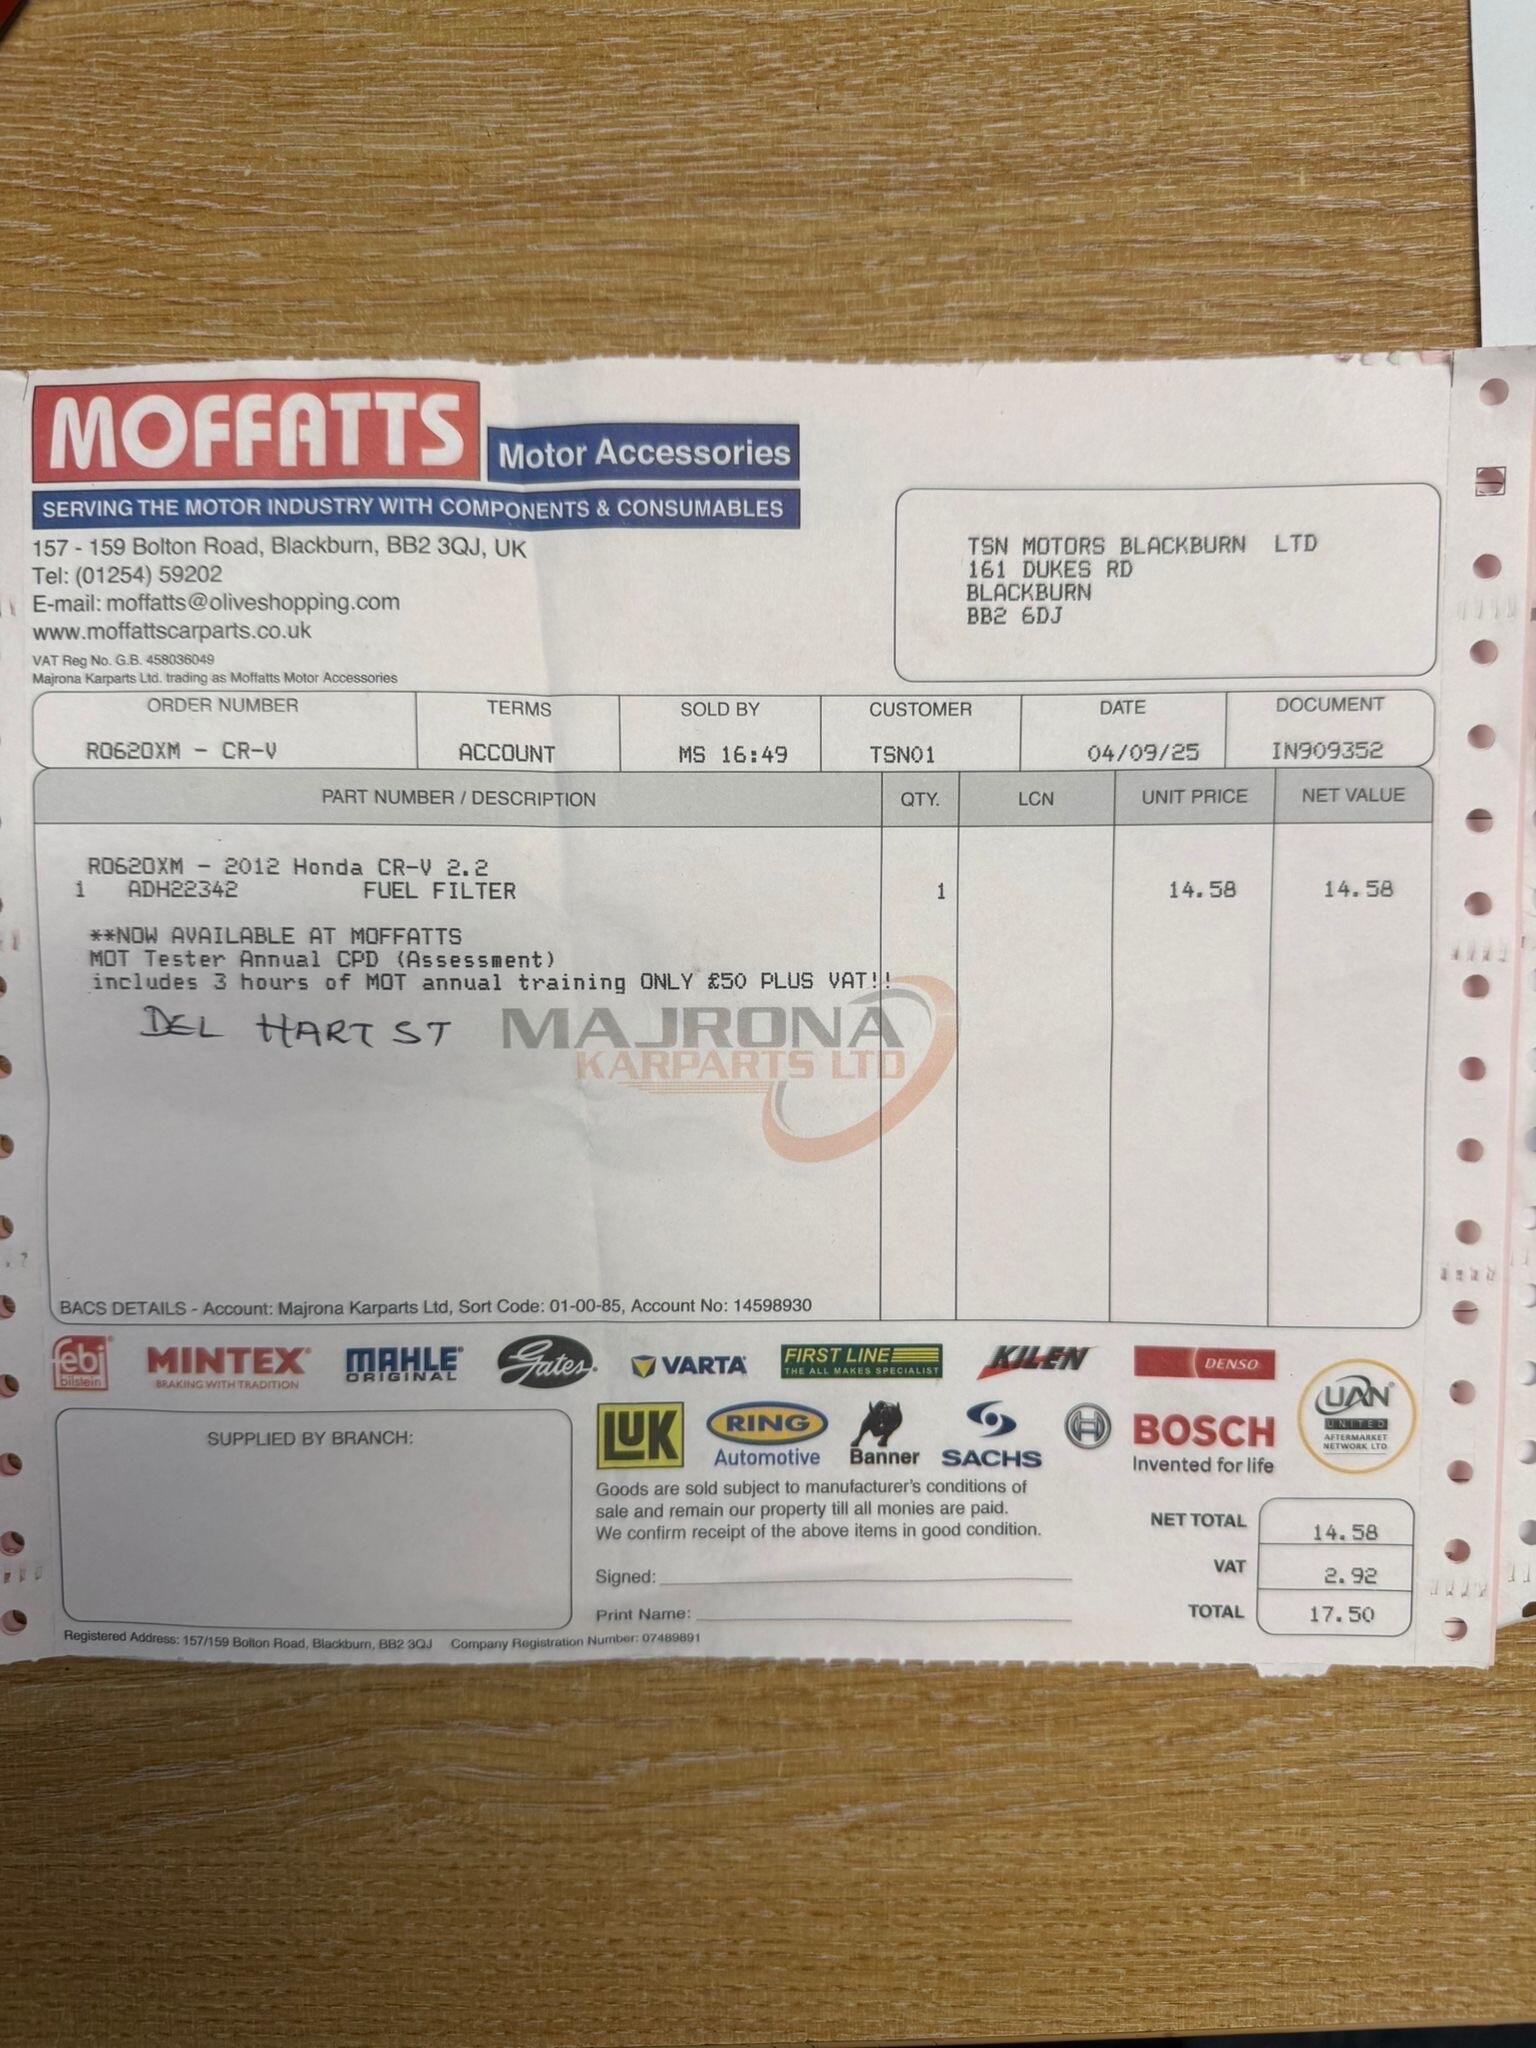 MOFFATTS
Motor Accessories
SERVING THE MOTOR INDUSTRY WITH COMPONENTS & CONSUMABLES
157 - 159 Bolton Road, Blackburn, BB2 3QJ, UK
Tel: (01254) 59202
E-mail: moffatts@oliveshopping.com
www.moffattscarparts.co.uk
VAT Reg No. G.B. 458036049
Majrona Karparts Ltd. trading as Moffatts Motor Accessories
TSN MOTORS BLACKBURN LTD
161 DUKES RD
BLACKBURN
BB2 6DJ
ORDER NUMBER TERMS SOLD BY CUSTOMER DATE DOCUMENT
RO62OXM - CR-V ACCOUNT MS 16:49 TSN01 04/09/25 IN909352
PART NUMBER / DESCRIPTION QTY. LCN UNIT PRICE NET VALUE
RO62OXM - 2012 Honda CR-V 2.2
1 ADH22342 FUEL FILTER 1 14.58 14.58
**NOW AVAILABLE AT MOFFATTS
MOT Tester Annual CPD (Assessment)
includes 3 hours of MOT annual training ONLY £50 PLUS VAT!!
DEL HART ST
MAJRONA
KARPARTS LTD
BACS DETAILS - Account: Majrona Karparts Ltd, Sort Code: 01-00-85, Account No: 14598930
febi bilstein
MINTEX
BRAKING WITH TRADITION
MAHLE
ORIGINAL
Gates
VARTA
FIRST LINE
THE ALL MAKES SPECIALIST
KILEN
DENSO
LUK
RING
Automotive
Banner
SACHS
BOSCH
Invented for life
UAN
UNITED
AFTERMARKET
NETWORK LTD
SUPPLIED BY BRANCH:
Goods are sold subject to manufacturer's conditions of
sale and remain our property till all monies are paid.
We confirm receipt of the above items in good condition.
Signed:
Print Name:
NET TOTAL 14.58
VAT 2.92
TOTAL 17.50
Registered Address: 157/159 Bolton Road, Blackburn, BB2 3QJ Company Registration Number: 07489891